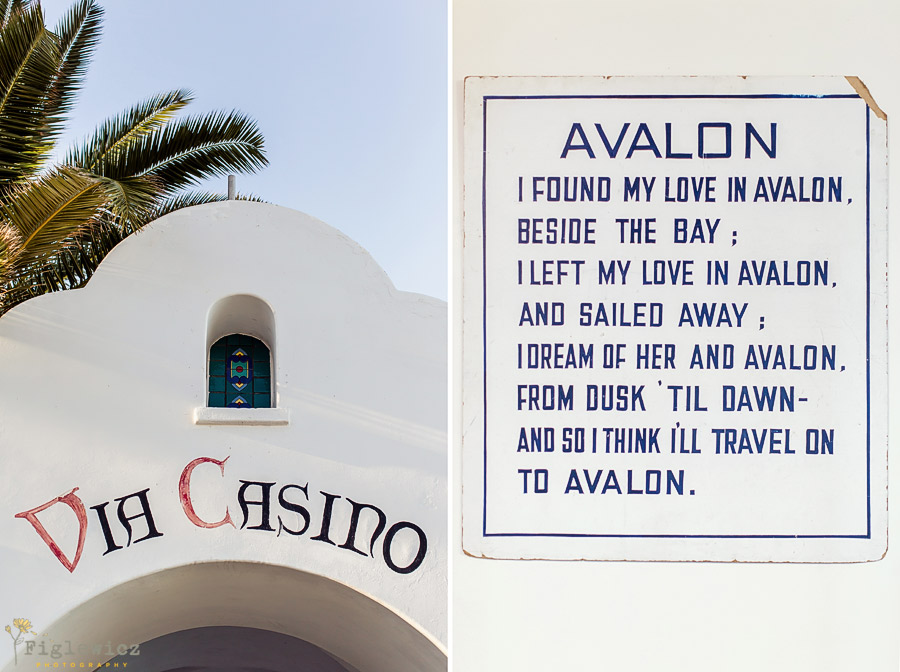 VIA CASINO
Figlewicz
PHOTOGRAPHY
AVALON
I FOUND MY LOVE IN AVALON,
BESIDE THE BAY ;
I LEFT MY LOVE IN AVALON,
AND SAILED AWAY ;
I DREAM OF HER AND AVALON,
FROM DUSK 'TIL DAWN-
AND SO I THINK I'LL TRAVEL ON
TO AVALON.